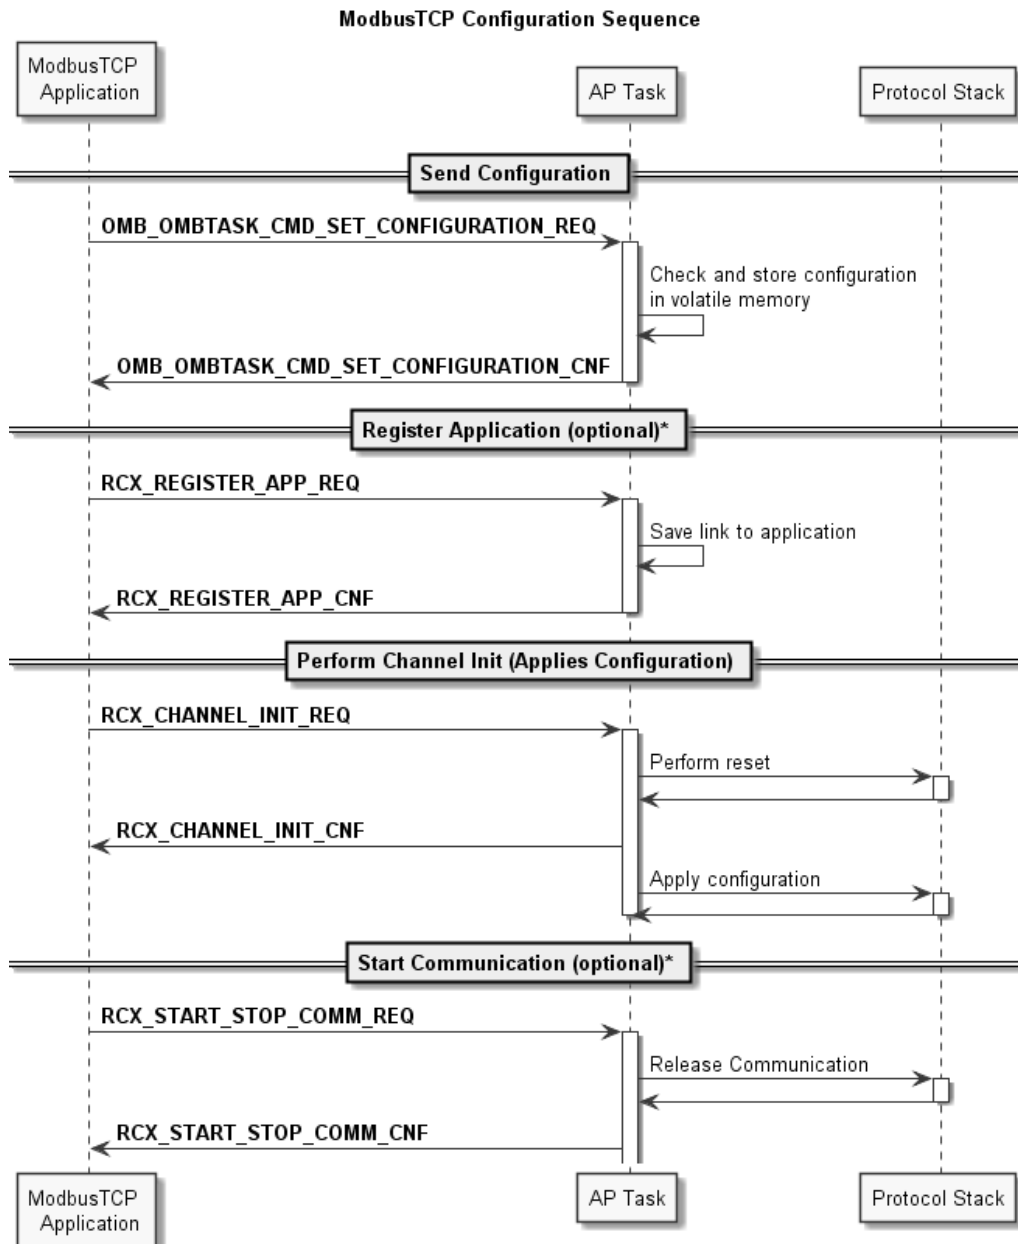 ModbusTCP Configuration Sequence
ModbusTCP
Application
AP Task
Protocol Stack
Send Configuration
OMB_OMBTASK_CMD_SET_CONFIGURATION_REQ
Check and store configuration
in volatile memory
OMB_OMBTASK_CMD_SET_CONFIGURATION_CNF
Register Application (optional)*
RCX_REGISTER_APP_REQ
Save link to application
RCX_REGISTER_APP_CNF
Perform Channel Init (Applies Configuration)
RCX_CHANNEL_INIT_REQ
Perform reset
RCX_CHANNEL_INIT_CNF
Apply configuration
Start Communication (optional)*
RCX_START_STOP_COMM_REQ
Release Communication
RCX_START_STOP_COMM_CNF
ModbusTCP
Application
AP Task
Protocol Stack